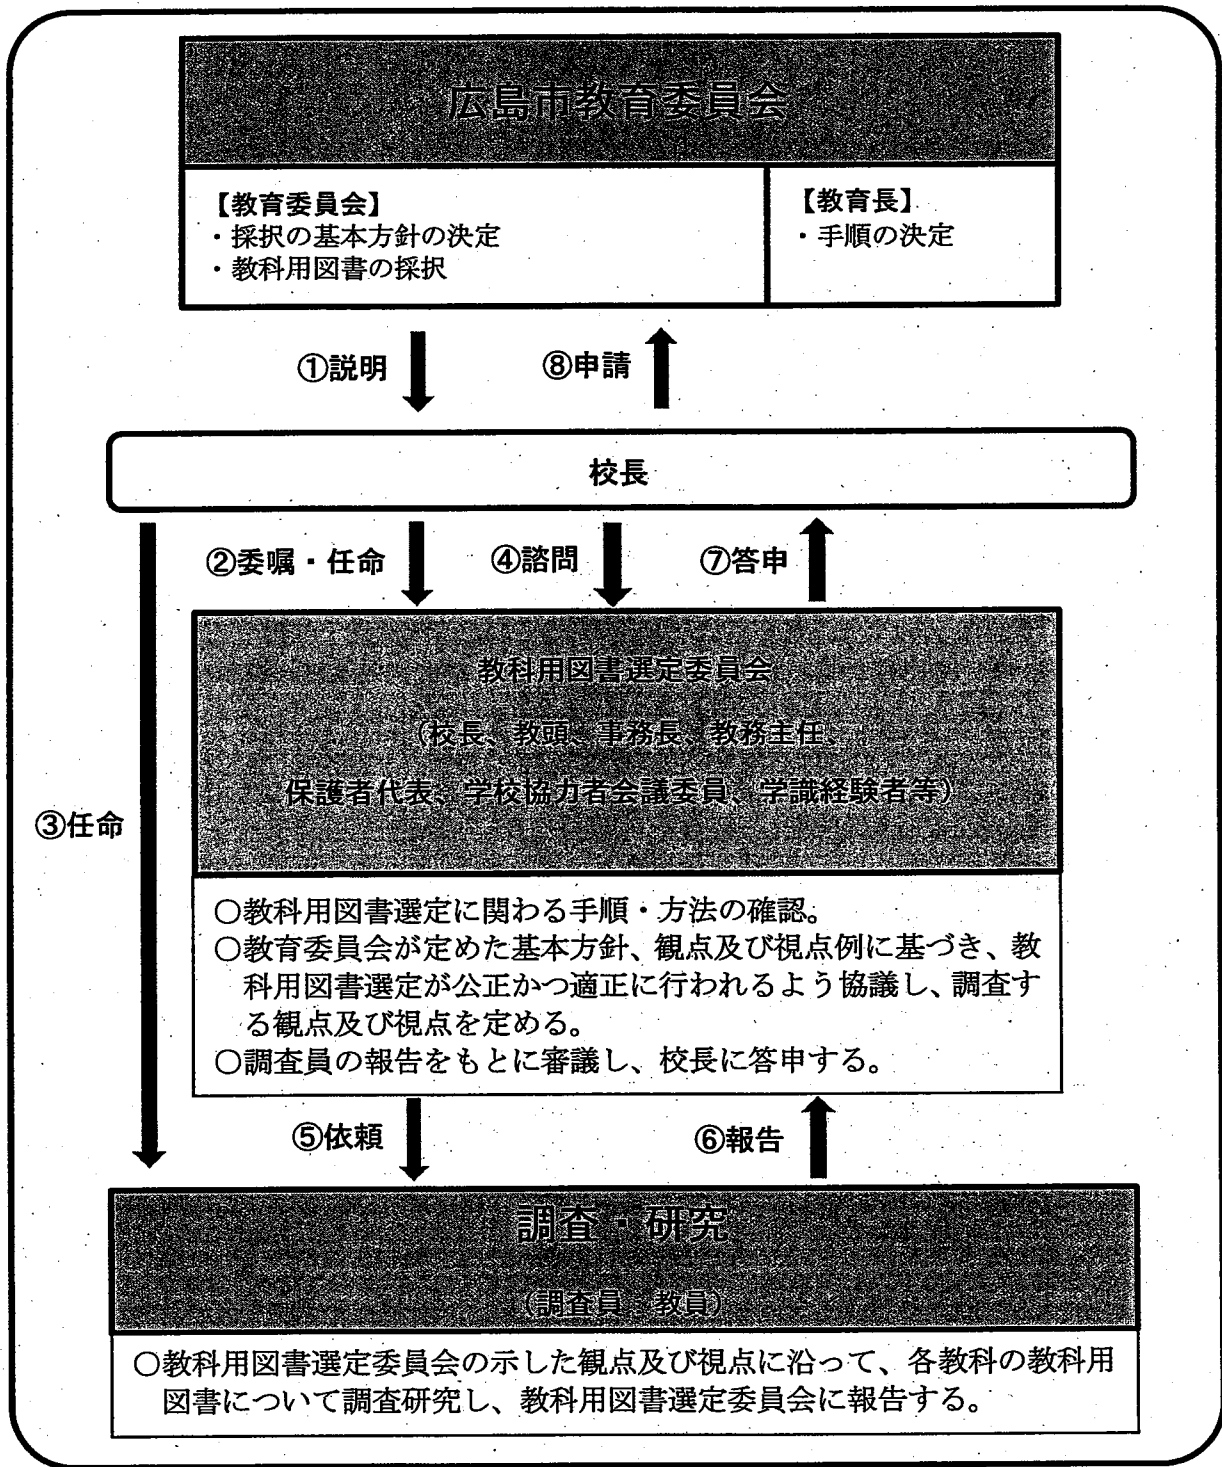 広島市教育委員会
【教育委員会】
・採択の基本方針の決定
・教科用図書の採択
【教育長】
・手順の決定
①説明
⑧申請
校長
②委嘱・任命
④諮問
⑦答申
教科用図書選定委員会
(校長、教頭、事務長、教務主任、
保護者代表、学校協力者会議委員、学識経験者等)
③任命
○教科用図書選定に関わる手順・方法の確認。
○教育委員会が定めた基本方針、観点及び視点例に基づき、教
科用図書選定が公正かつ適正に行われるよう協議し、調査す
る観点及び視点を定める。
○調査員の報告をもとに審議し、校長に答申する。
⑤依頼
⑥報告
調査・研究
(調査員 教員)
○教科用図書選定委員会の示した観点及び視点に沿って、各教科の教科用
図書について調査研究し、教科用図書選定委員会に報告する。